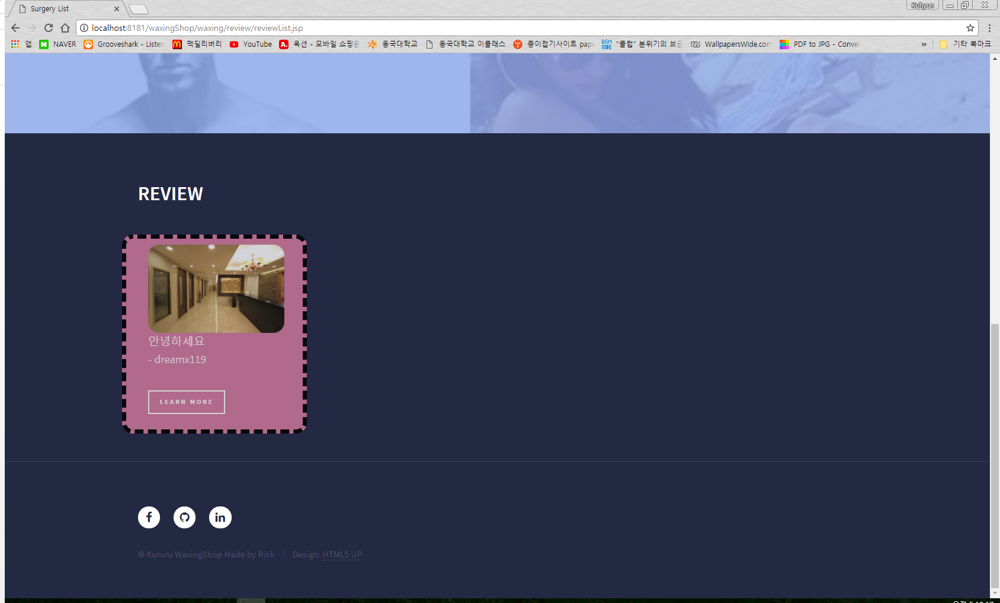 Surgery List
Kuhyun
localhost:8181/waxingShop/waxing/review/reviewList.jsp
앱
NAVER
Grooveshark - Listen
맥딜리버리
YouTube
옥션 - 모바일 쇼핑은
동국대학교
동국대학교 이클래스
종이접기사이트 pape
BGM STORE
"클럽" 분위기의 브금
WallpapersWide.com
PDF to JPG - Conver
기타 북마크
REVIEW
안녕하세요
- dreamx119
LEARN MORE
© Kururu WaxingShop Made by Rick | Design: HTML5 UP